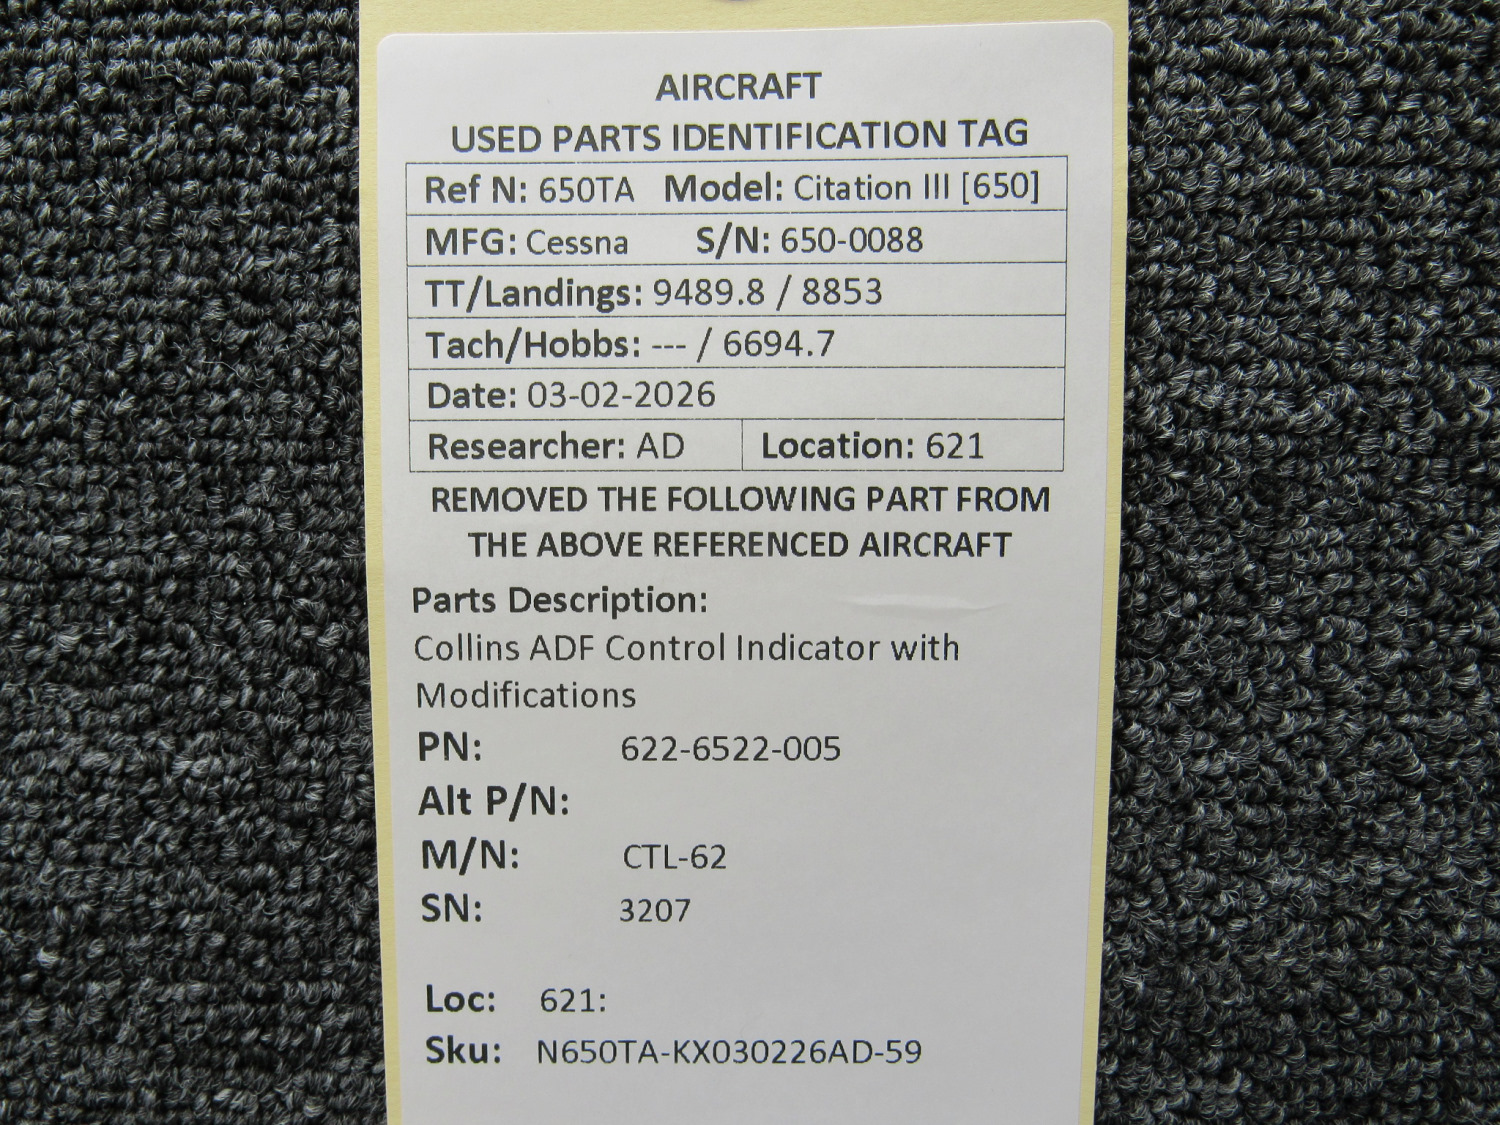 AIRCRAFT
USED PARTS IDENTIFICATION TAG
Ref N: 650TA Model: Citation III [650]
MFG: Cessna S/N: 650-0088
TT/Landings: 9489.8 / 8853
Tach/Hobbs: --- / 6694.7
Date: 03-02-2026
Researcher: AD Location: 621
REMOVED THE FOLLOWING PART FROM
THE ABOVE REFERENCED AIRCRAFT
Parts Description:
Collins ADF Control Indicator with
Modifications
PN: 622-6522-005
Alt P/N:
M/N: CTL-62
SN: 3207
Loc: 621:
Sku: N650TA-KX030226AD-59